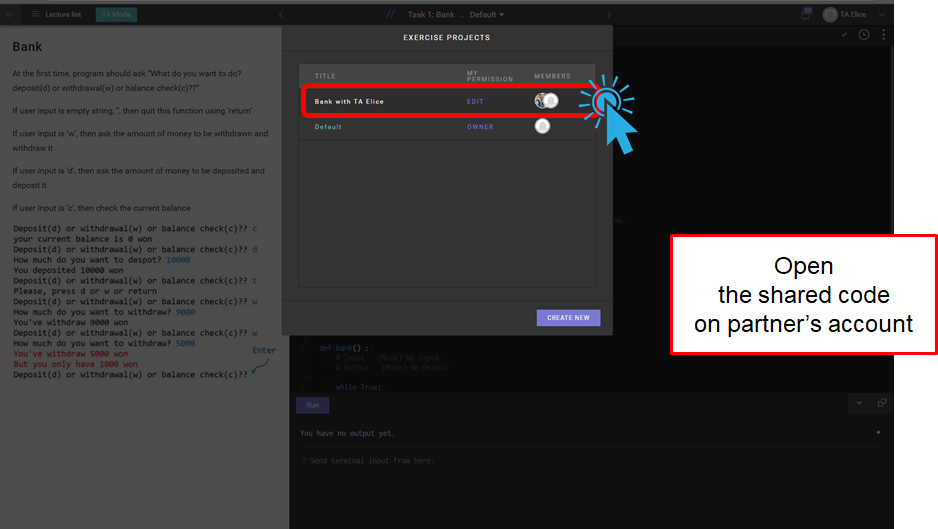 Lecture list
TA Mode
// Task 1: Bank , Default
TA Elice
Bank
At the first time, program should ask "What do you want to do?
deposit(d) or withdrawal(w) or balance check(c)??"
If user input is empty string, '', then quit this function using 'return'
If user input is 'w', then ask the amount of money to be withdrawn and
withdraw it
If user input is 'd', then ask the amount of money to be deposited and
deposit it
If user input is 'c', then check the current balance
Deposit(d) or withdrawal(w) or balance check(c)?? c
your current balance is 0 won
Deposit(d) or withdrawal(w) or balance check(c)?? d
How much do you want to despot? 10000
You deposited 10000 won
Deposit(d) or withdrawal(w) or balance check(c)?? t
Please, press d or w or return
Deposit(d) or withdrawal(w) or balance check(c)?? w
How much do you want to withdraw? 9000
You've withdraw 9000 won
Deposit(d) or withdrawal(w) or balance check(c)?? w
How much do you want to withdraw? 5000
You've withdraw 5000 won
But you only have 1000 won
Deposit(d) or withdrawal(w) or balance check(c)??
Enter
EXERCISE PROJECTS
TITLE MY PERMISSION MEMBERS
Bank with TA Elice EDIT
Default OWNER
CREATE NEW
def bank() :
# Input : (None) No Input
# Output : (None) No Output
while True:
Run
You have no output yet.
Send terminal input from here.
Open
the shared code
on partner's account